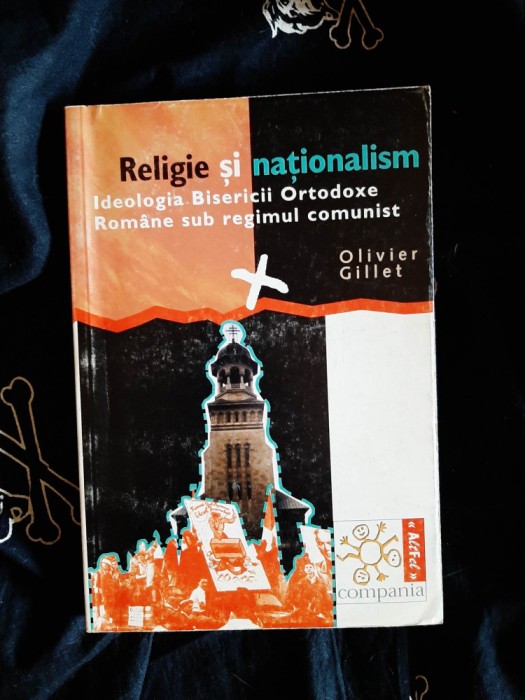 Religie și naționalism
Ideologia Bisericii Ortodoxe
Române sub regimul comunist
Olivier
Gillet
« AltFel »
compania